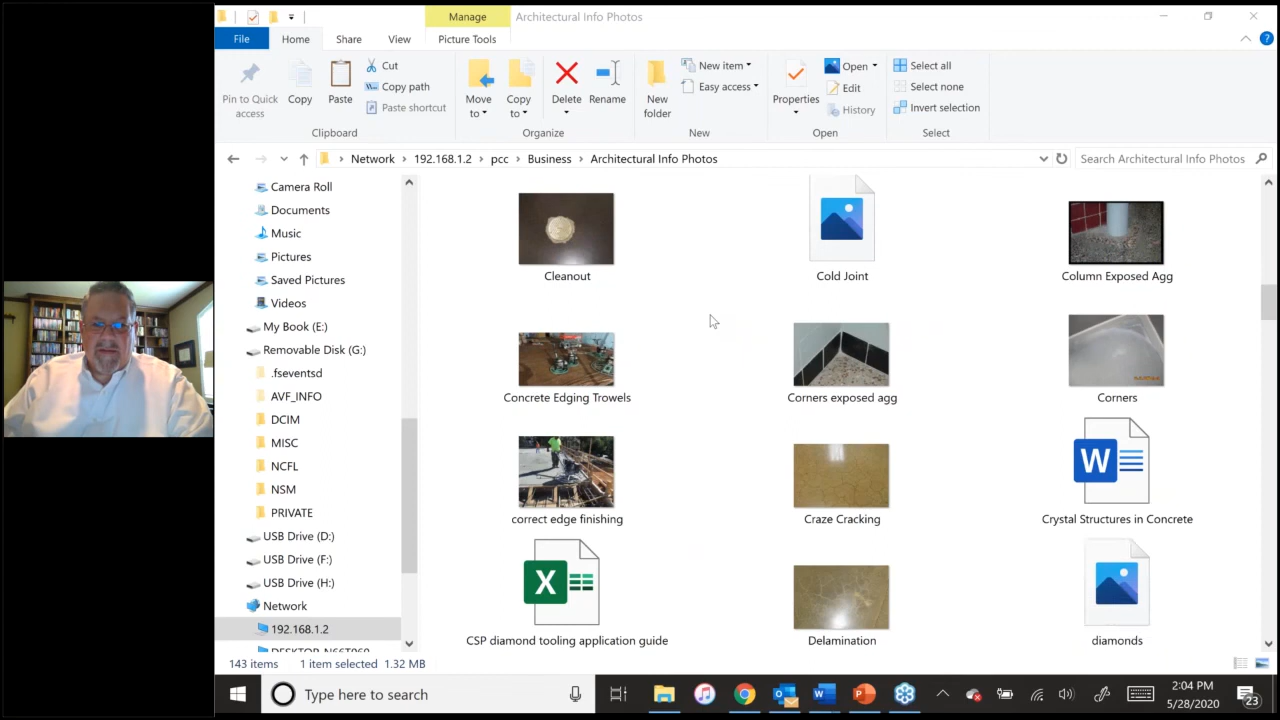 Manage
Architectural Info Photos
File
Home
Share
View
Picture Tools
Pin to Quick
access
Copy
Paste
Cut
Copy path
Paste shortcut
Clipboard
Move
to
Copy
to
Delete
Rename
Organize
New
folder
New item
Easy access
New
Properties
Open
Edit
History
Open
Select all
Select none
Invert selection
Select
Network
192.168.1.2
pcc
Business
Architectural Info Photos
Search Architectural Info Photos
Camera Roll
Documents
Music
Pictures
Saved Pictures
Videos
My Book (E:)
Removable Disk (G:)
.fseventsd
AVF_INFO
DCIM
MISC
NCFL
NSM
PRIVATE
USB Drive (D:)
USB Drive (F:)
USB Drive (H:)
Network
192.168.1.2
Cleanout
Cold Joint
Column Exposed Agg
Concrete Edging Trowels
Corners exposed agg
Corners
correct edge finishing
Craze Cracking
Crystal Structures in Concrete
CSP diamond tooling application guide
Delamination
diamonds
143 items
1 item selected 1.32 MB
Type here to search
2:04 PM
5/28/2020
23